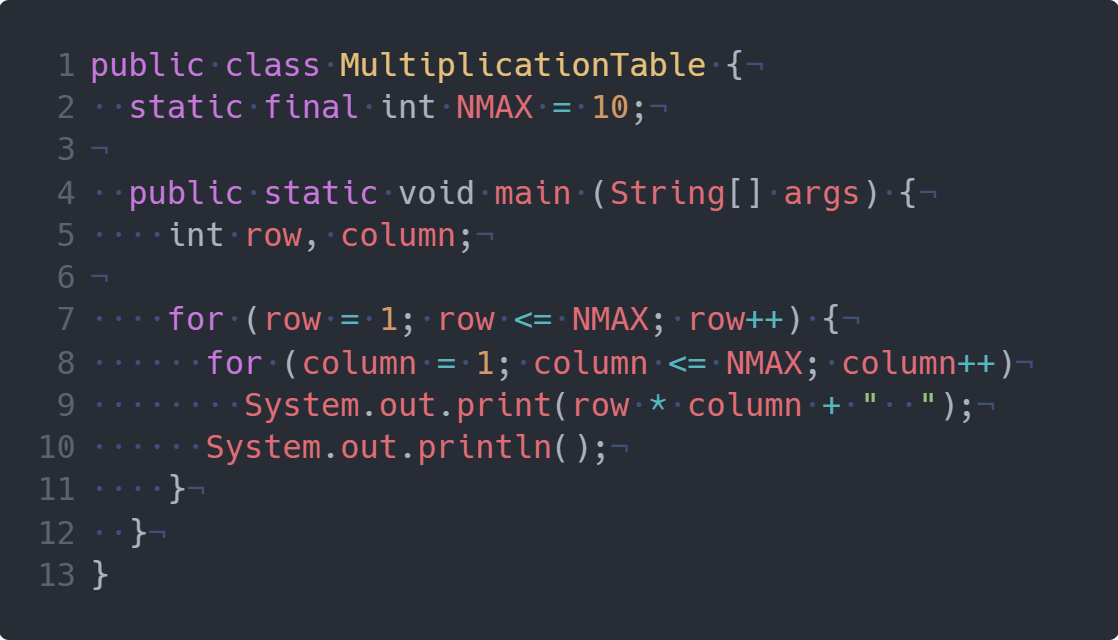 1 public·class·MultiplicationTable·{¬
2 ··static·final·int·NMAX·=·10;¬
3 ¬
4 ··public·static·void·main·(String[]·args)·{¬
5 ····int·row,·column;¬
6 ¬
7 ····for·(row·=·1;·row·<=·NMAX;·row++)·{¬
8 ······for·(column·=·1;·column·<=·NMAX;·column++)¬
9 ········System.out.print(row·*·column·+·"··");¬
10 ······System.out.println();¬
11 ····}¬
12 ··}¬
13 }